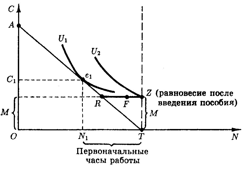 C
A
U₁
U₂
C₁
e₁
R
F
Z (равновесие после
введения пособия)
M
M
O
N₁
T
N
Первоначальные
часы работы